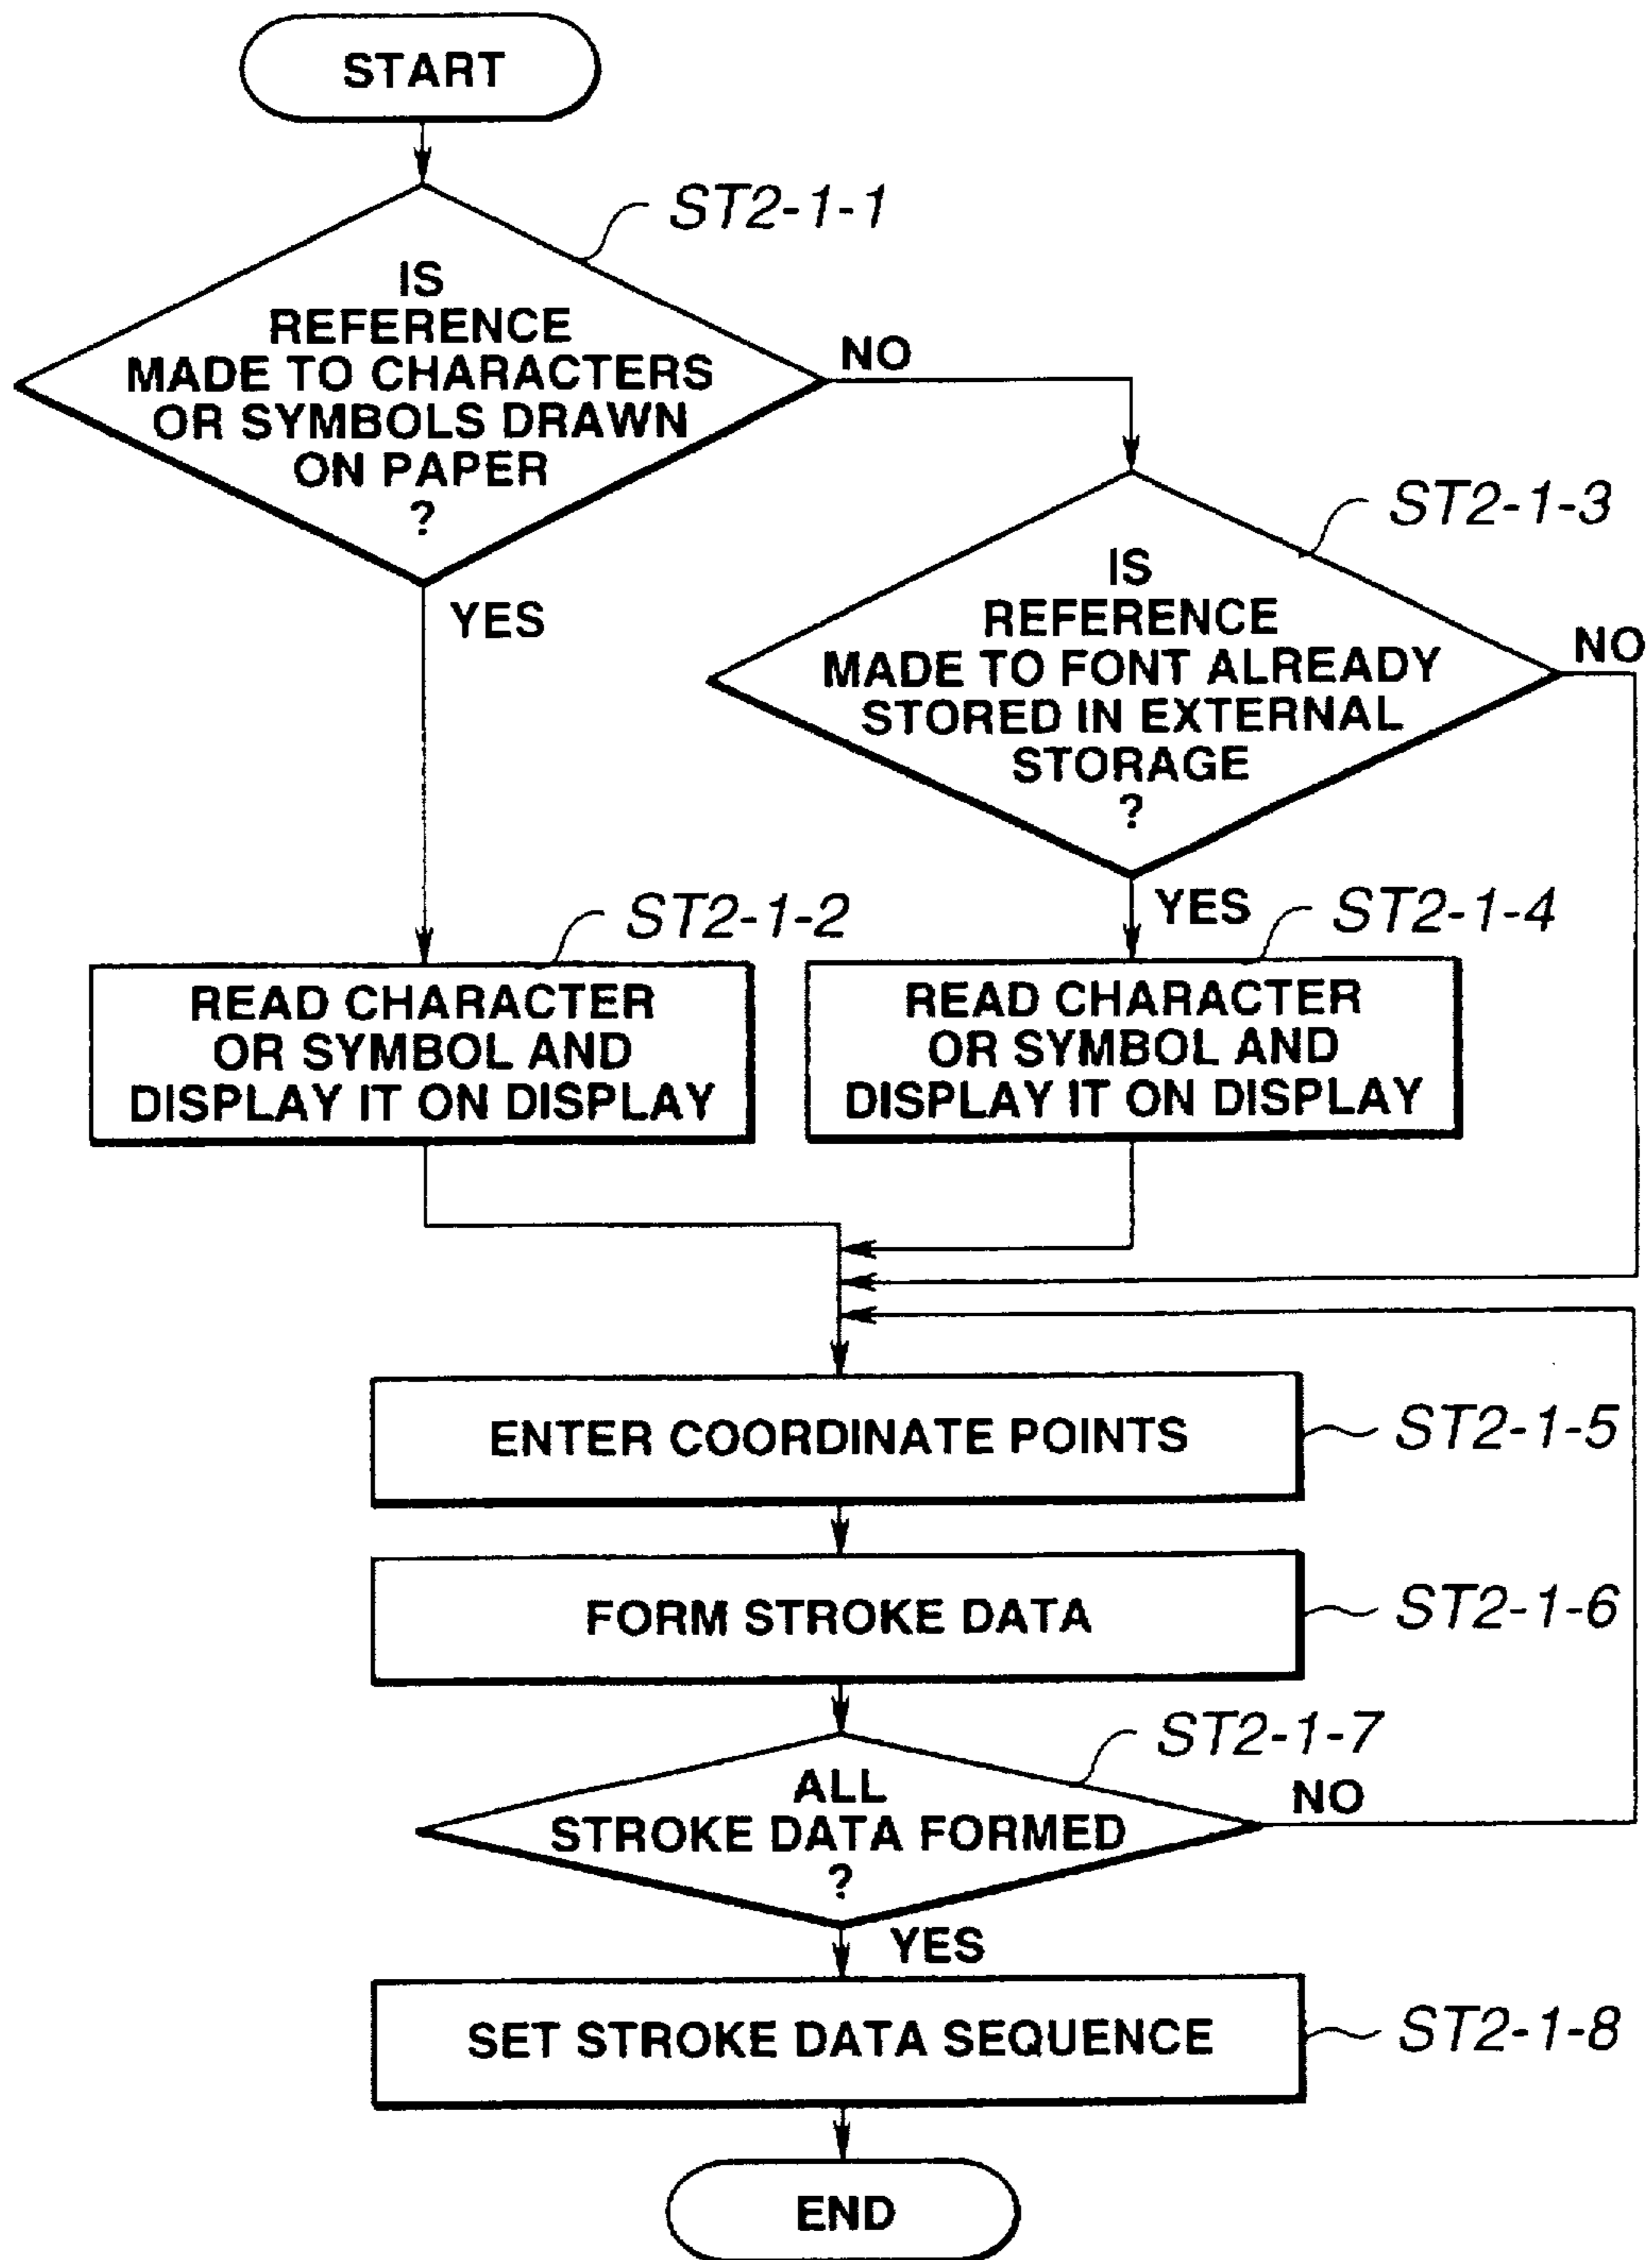 START
ST2-1-1
IS
REFERENCE
MADE TO CHARACTERS
OR SYMBOLS DRAWN
ON PAPER
?
NO
YES
ST2-1-3
IS
REFERENCE
MADE TO FONT ALREADY
STORED IN EXTERNAL
STORAGE
?
NO
YES
ST2-1-2
READ CHARACTER
OR SYMBOL AND
DISPLAY IT ON DISPLAY
ST2-1-4
READ CHARACTER
OR SYMBOL AND
DISPLAY IT ON DISPLAY
ENTER COORDINATE POINTS
ST2-1-5
FORM STROKE DATA
ST2-1-6
ST2-1-7
ALL
STROKE DATA FORMED
?
NO
YES
SET STROKE DATA SEQUENCE
ST2-1-8
END